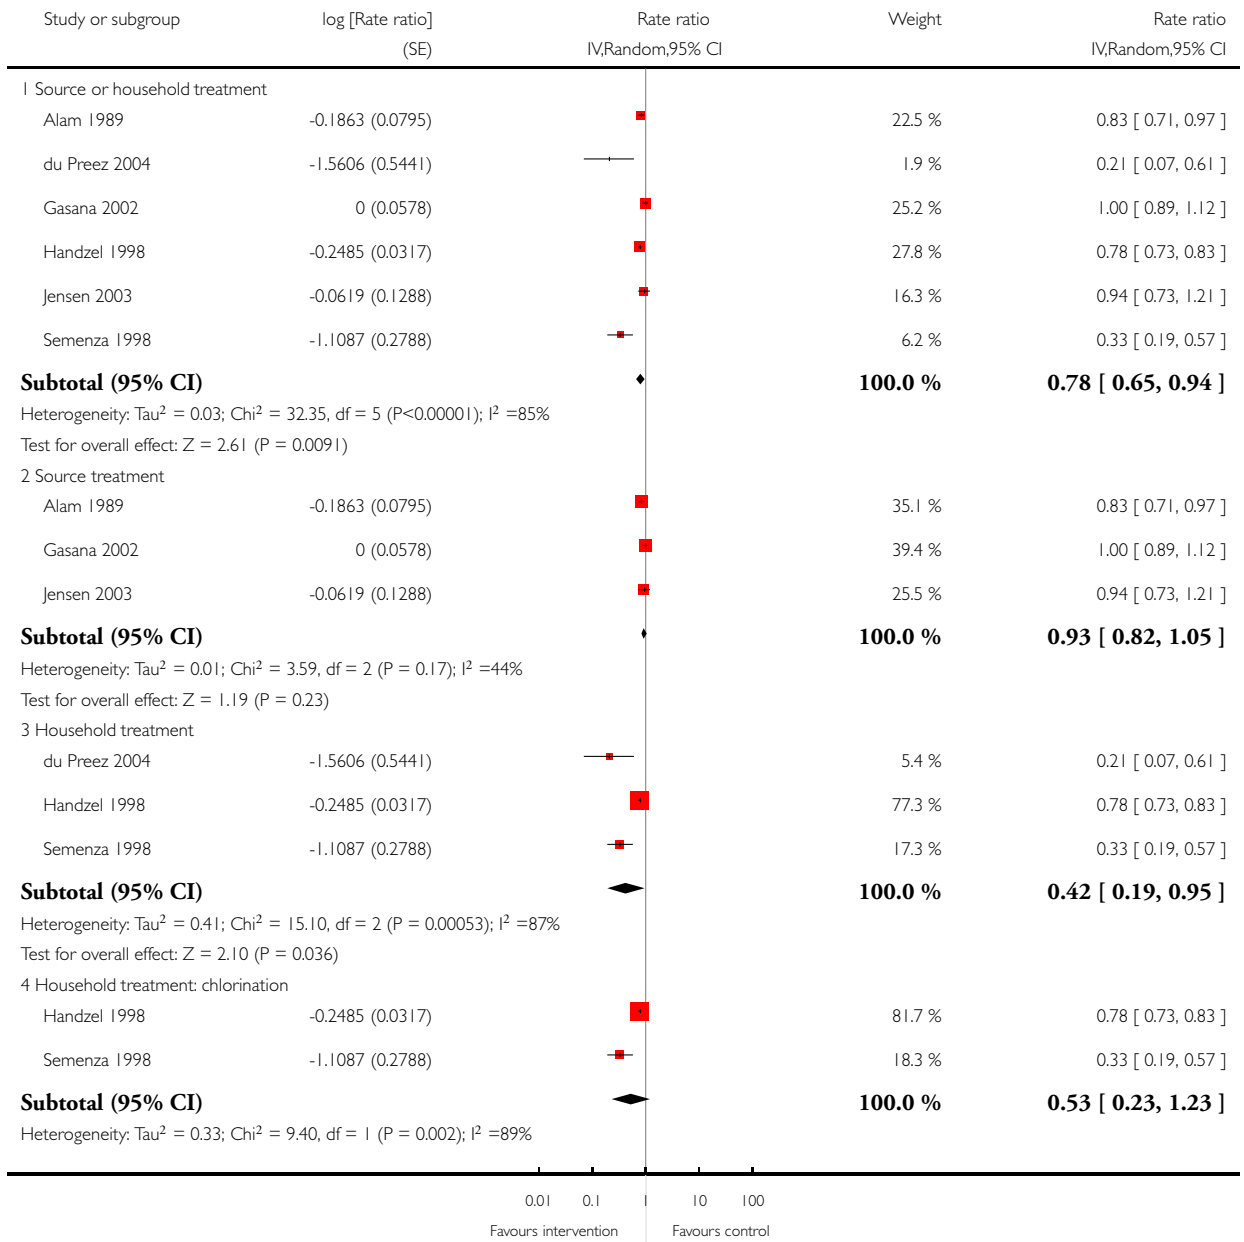 Study or subgroup log [Rate ratio] Rate ratio Weight Rate ratio
(SE) IV,Random,95% CI IV,Random,95% CI
1 Source or household treatment
Alam 1989 -0.1863 (0.0795) 22.5 % 0.83 [ 0.71, 0.97 ]
du Preez 2004 -1.5606 (0.5441) 1.9 % 0.21 [ 0.07, 0.61 ]
Gasana 2002 0 (0.0578) 25.2 % 1.00 [ 0.89, 1.12 ]
Handzel 1998 -0.2485 (0.0317) 27.8 % 0.78 [ 0.73, 0.83 ]
Jensen 2003 -0.0619 (0.1288) 16.3 % 0.94 [ 0.73, 1.21 ]
Semenza 1998 -1.1087 (0.2788) 6.2 % 0.33 [ 0.19, 0.57 ]
Subtotal (95% CI) 100.0 % 0.78 [ 0.65, 0.94 ]
Heterogeneity: Tau² = 0.03; Chi² = 32.35, df = 5 (P<0.00001); I² =85%
Test for overall effect: Z = 2.61 (P = 0.0091)
2 Source treatment
Alam 1989 -0.1863 (0.0795) 35.1 % 0.83 [ 0.71, 0.97 ]
Gasana 2002 0 (0.0578) 39.4 % 1.00 [ 0.89, 1.12 ]
Jensen 2003 -0.0619 (0.1288) 25.5 % 0.94 [ 0.73, 1.21 ]
Subtotal (95% CI) 100.0 % 0.93 [ 0.82, 1.05 ]
Heterogeneity: Tau² = 0.01; Chi² = 3.59, df = 2 (P = 0.17); I² =44%
Test for overall effect: Z = 1.19 (P = 0.23)
3 Household treatment
du Preez 2004 -1.5606 (0.5441) 5.4 % 0.21 [ 0.07, 0.61 ]
Handzel 1998 -0.2485 (0.0317) 77.3 % 0.78 [ 0.73, 0.83 ]
Semenza 1998 -1.1087 (0.2788) 17.3 % 0.33 [ 0.19, 0.57 ]
Subtotal (95% CI) 100.0 % 0.42 [ 0.19, 0.95 ]
Heterogeneity: Tau² = 0.41; Chi² = 15.10, df = 2 (P = 0.00053); I² =87%
Test for overall effect: Z = 2.10 (P = 0.036)
4 Household treatment: chlorination
Handzel 1998 -0.2485 (0.0317) 81.7 % 0.78 [ 0.73, 0.83 ]
Semenza 1998 -1.1087 (0.2788) 18.3 % 0.33 [ 0.19, 0.57 ]
Subtotal (95% CI) 100.0 % 0.53 [ 0.23, 1.23 ]
Heterogeneity: Tau² = 0.33; Chi² = 9.40, df = 1 (P = 0.002); I² =89%
0.01 0.1 1 10 100
Favours intervention Favours control